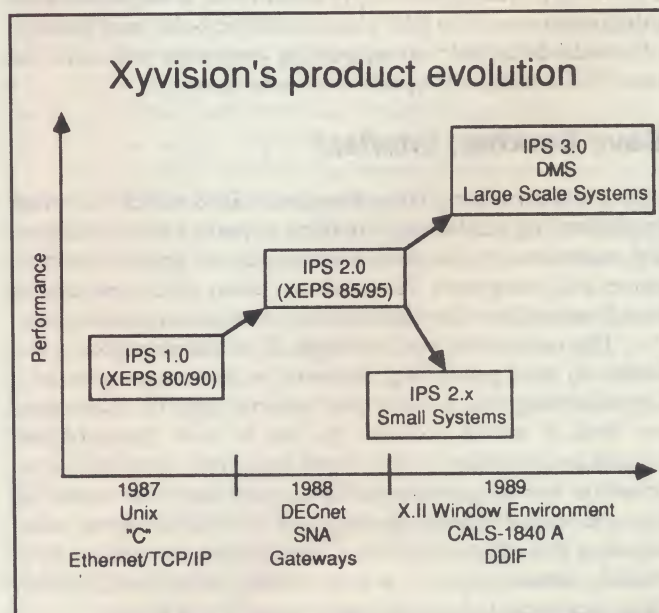 Xyvision's product evolution
Performance
IPS 1.0
(XEPS 80/90)
IPS 2.0
(XEPS 85/95)
IPS 3.0
DMS
Large Scale Systems
IPS 2.x
Small Systems
1987
Unix
"C"
Ethernet/TCP/IP
1988
DECnet
SNA
Gateways
1989
X.II Window Environment
CALS-1840 A
DDIF